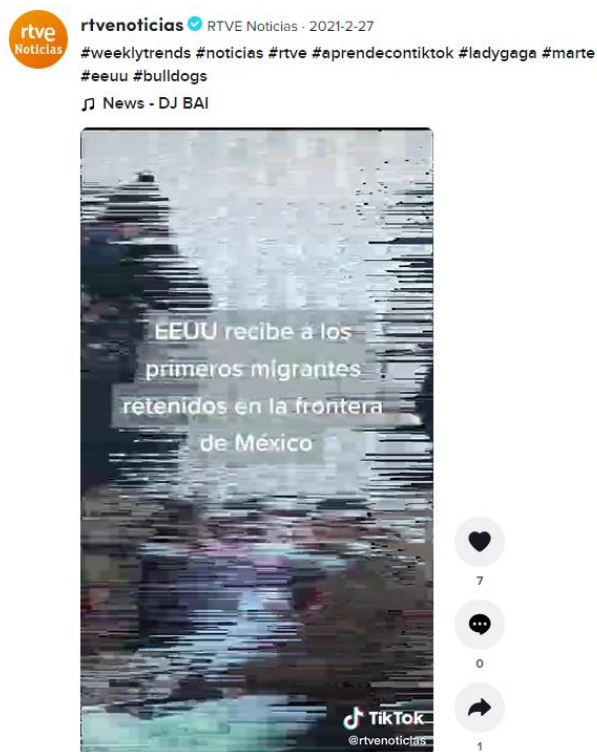 rtve
Noticias
rtvenoticias RTVE Noticias · 2021-2-27
#weeklytrends #noticias #rtve #aprendecontiktok #ladygaga #marte
#eeuu #bulldogs
News - DJ BAI
EEUU recibe a los
primeros migrantes
retenidos en la frontera
de México
7
0
1
TikTok
@rtvenoticias